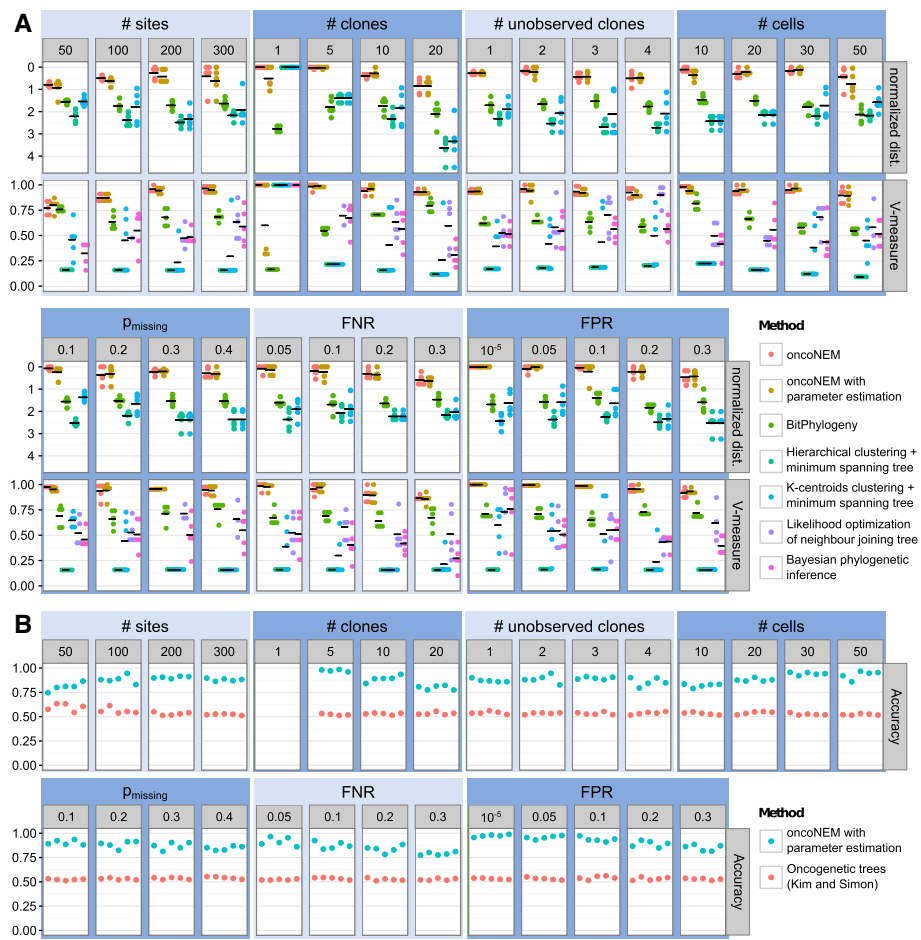 A
# sites
# clones
# unobserved clones
# cells
50
100
200
300
1
5
10
20
1
2
3
4
10
20
30
50
0
1
2
3
4
normalized dist.
1.00
0.75
0.50
0.25
0.00
V-measure
pmissing
FNR
FPR
0.1
0.2
0.3
0.4
0.05
0.1
0.2
0.3
10-5
0.05
0.1
0.2
0.3
0
1
2
3
4
normalized dist.
1.00
0.75
0.50
0.25
0.00
V-measure
Method
oncoNEM
oncoNEM with
parameter estimation
BitPhylogeny
Hierarchical clustering +
minimum spanning tree
K-centroids clustering +
minimum spanning tree
Likelihood optimization
of neighbour joining tree
Bayesian phylogenetic
inference
B
# sites
# clones
# unobserved clones
# cells
50
100
200
300
1
5
10
20
1
2
3
4
10
20
30
50
1.00
0.75
0.50
0.25
0.00
Accuracy
pmissing
FNR
FPR
0.1
0.2
0.3
0.4
0.05
0.1
0.2
0.3
10-5
0.05
0.1
0.2
0.3
1.00
0.75
0.50
0.25
0.00
Accuracy
Method
oncoNEM with
parameter estimation
Oncogenetic trees
(Kim and Simon)